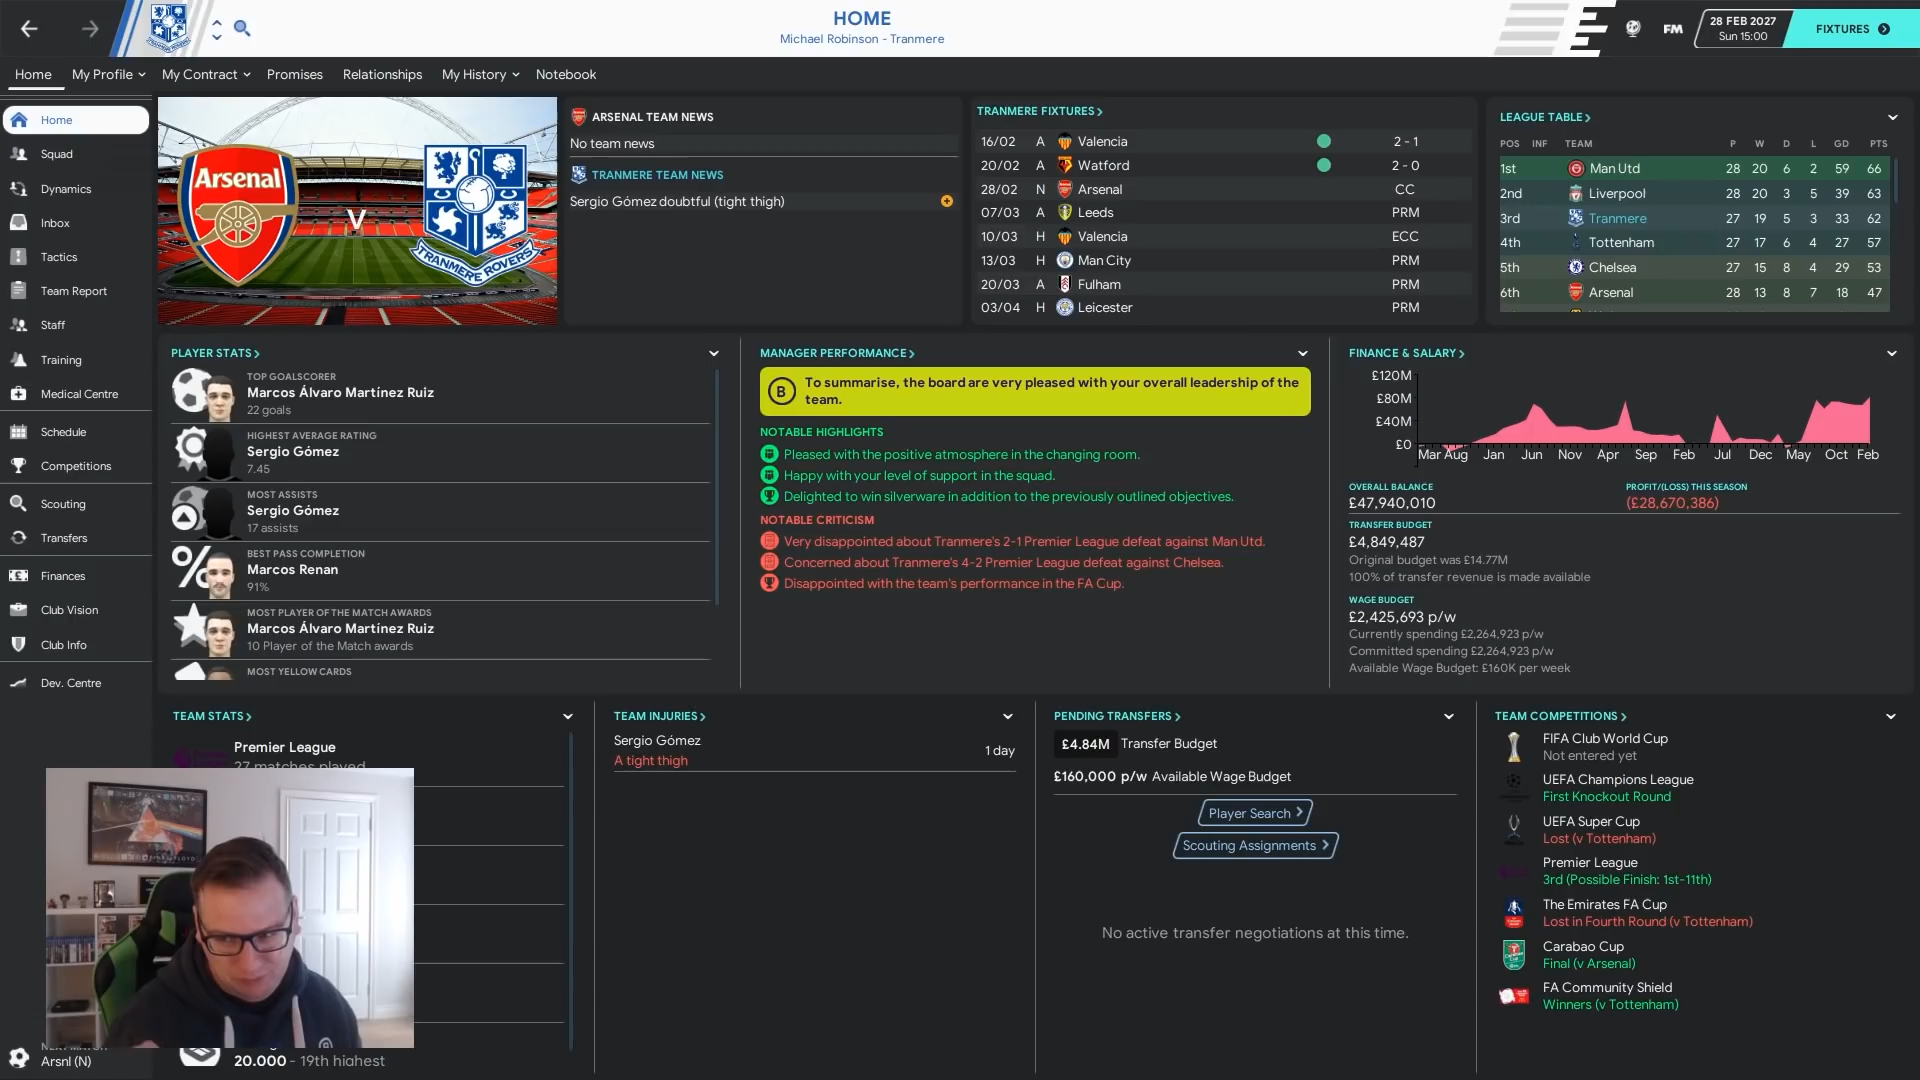 HOME
Michael Robinson - Tranmere
FM
28 FEB 2027
Sun 15:00
FIXTURES
Home
My Profile
My Contract
Promises
Relationships
My History
Notebook
Home
Squad
Dynamics
Inbox
Tactics
Team Report
Staff
Training
Medical Centre
Schedule
Competitions
Scouting
Transfers
Finances
Club Vision
Club Info
Dev. Centre
Arsnl (N)
Arsenal
V
TRANMERE ROVERS
ARSENAL TEAM NEWS
No team news
TRANMERE TEAM NEWS
Sergio Gómez doubtful (tight thigh)
TRANMERE FIXTURES
16/02 A Valencia 2 - 1
20/02 A Watford 2 - 0
28/02 N Arsenal CC
07/03 A Leeds PRM
10/03 H Valencia ECC
13/03 H Man City PRM
20/03 A Fulham PRM
03/04 H Leicester PRM
LEAGUE TABLE
POS INF TEAM P W D L GD PTS
1st Man Utd 28 20 6 2 59 66
2nd Liverpool 28 20 3 5 39 63
3rd Tranmere 27 19 5 3 33 62
4th Tottenham 27 17 6 4 27 57
5th Chelsea 27 15 8 4 29 53
6th Arsenal 28 13 8 7 18 47
PLAYER STATS
TOP GOALSCORER
Marcos Álvaro Martínez Ruiz
22 goals
HIGHEST AVERAGE RATING
Sergio Gómez
7.45
MOST ASSISTS
Sergio Gómez
17 assists
BEST PASS COMPLETION
Marcos Renan
91%
MOST PLAYER OF THE MATCH AWARDS
Marcos Álvaro Martínez Ruiz
10 Player of the Match awards
MOST YELLOW CARDS
MANAGER PERFORMANCE
B
To summarise, the board are very pleased with your overall leadership of the
team.
NOTABLE HIGHLIGHTS
Pleased with the positive atmosphere in the changing room.
Happy with your level of support in the squad.
Delighted to win silverware in addition to the previously outlined objectives.
NOTABLE CRITICISM
Very disappointed about Tranmere's 2-1 Premier League defeat against Man Utd.
Concerned about Tranmere's 4-2 Premier League defeat against Chelsea.
Disappointed with the team's performance in the FA Cup.
FINANCE & SALARY
£120M
£80M
£40M
£0
Mar Aug Jan Jun Nov Apr Sep Feb Jul Dec May Oct Feb
OVERALL BALANCE
£47,940,010
PROFIT/(LOSS) THIS SEASON
(£28,670,386)
TRANSFER BUDGET
£4,849,487
Original budget was £14.77M
100% of transfer revenue is made available
WAGE BUDGET
£2,425,693 p/w
Currently spending £2,264,923 p/w
Committed spending £2,264,923 p/w
Available Wage Budget: £160K per week
TEAM STATS
Premier League
27 matches played
20.000 - 19th highest
TEAM INJURIES
Sergio Gómez
A tight thigh
1 day
PENDING TRANSFERS
£4.84M Transfer Budget
£160,000 p/w Available Wage Budget
Player Search
Scouting Assignments
No active transfer negotiations at this time.
TEAM COMPETITIONS
FIFA Club World Cup
Not entered yet
UEFA Champions League
First Knockout Round
UEFA Super Cup
Lost (v Tottenham)
Premier League
3rd (Possible Finish: 1st-11th)
The Emirates FA Cup
Lost in Fourth Round (v Tottenham)
Carabao Cup
Final (v Arsenal)
FA Community Shield
Winners (v Tottenham)